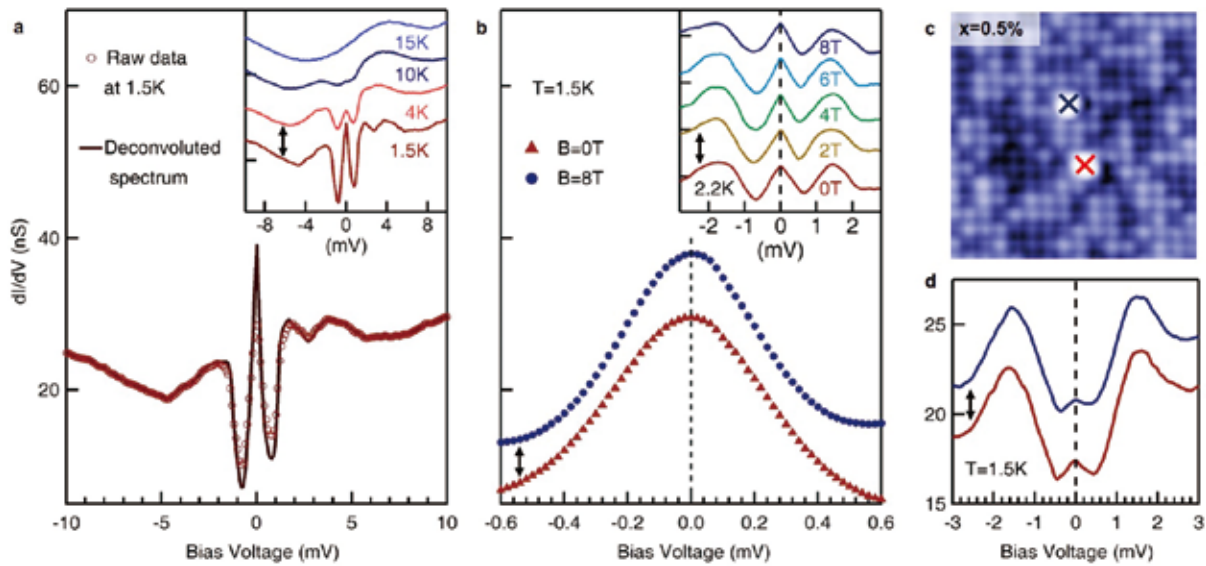 a
Raw data
at 1.5K
Deconvoluted
spectrum
15K
10K
4K
1.5K
-8
-4
0
4
8
(mV)
60
40
20
dI/dV (nS)
-10
-5
0
5
10
Bias Voltage (mV)
b
T=1.5K
B=0T
B=8T
8T
6T
4T
2T
0T
2.2K
-2
-1
0
1
2
(mV)
-0.6
-0.4
-0.2
0.0
0.2
0.4
0.6
Bias Voltage (mV)
c
x=0.5%
d
25
20
15
T=1.5K
-3
-2
-1
0
1
2
3
Bias Voltage (mV)